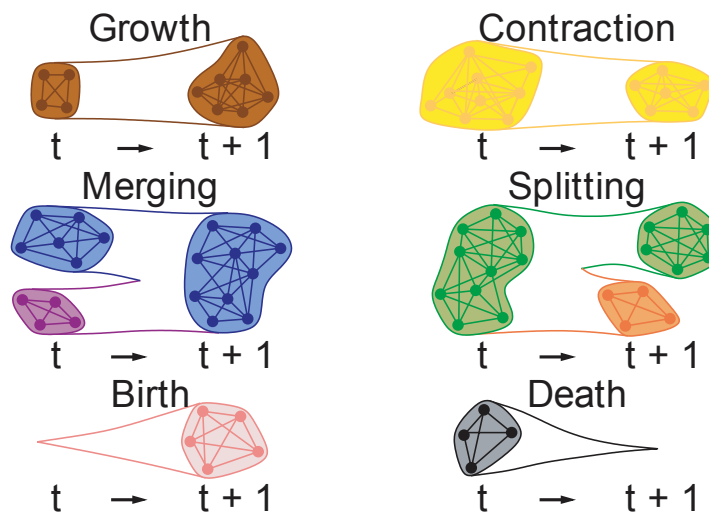 Growth
Contraction
t → t + 1
t → t + 1
Merging
Splitting
t → t + 1
t → t + 1
Birth
Death
t → t + 1
t → t + 1